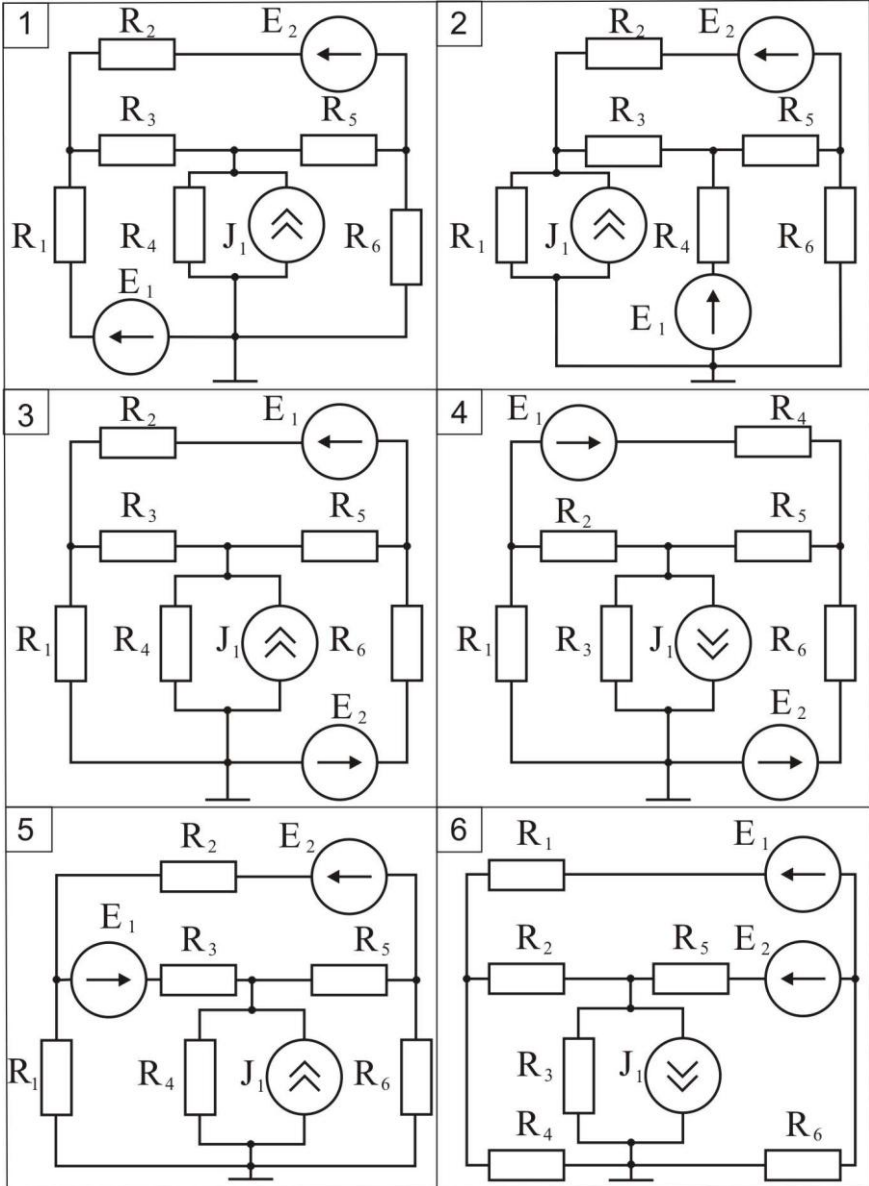 1
R₂ E₂
R₃ R₅
R₁ R₄ J₁ R₆
E₁
2
R₂ E₂
R₃ R₅
R₁ J₁ R₄ R₆
E₁
3
R₂ E₁
R₃ R₅
R₁ R₄ J₁ R₆
E₂
4
E₁ R₄
R₂ R₅
R₁ R₃ J₁ R₆
E₂
5
R₂ E₂
E₁ R₃ R₅
R₁ R₄ J₁ R₆
6
R₁ E₁
R₂ R₅ E₂
R₃ J₁
R₄ R₆